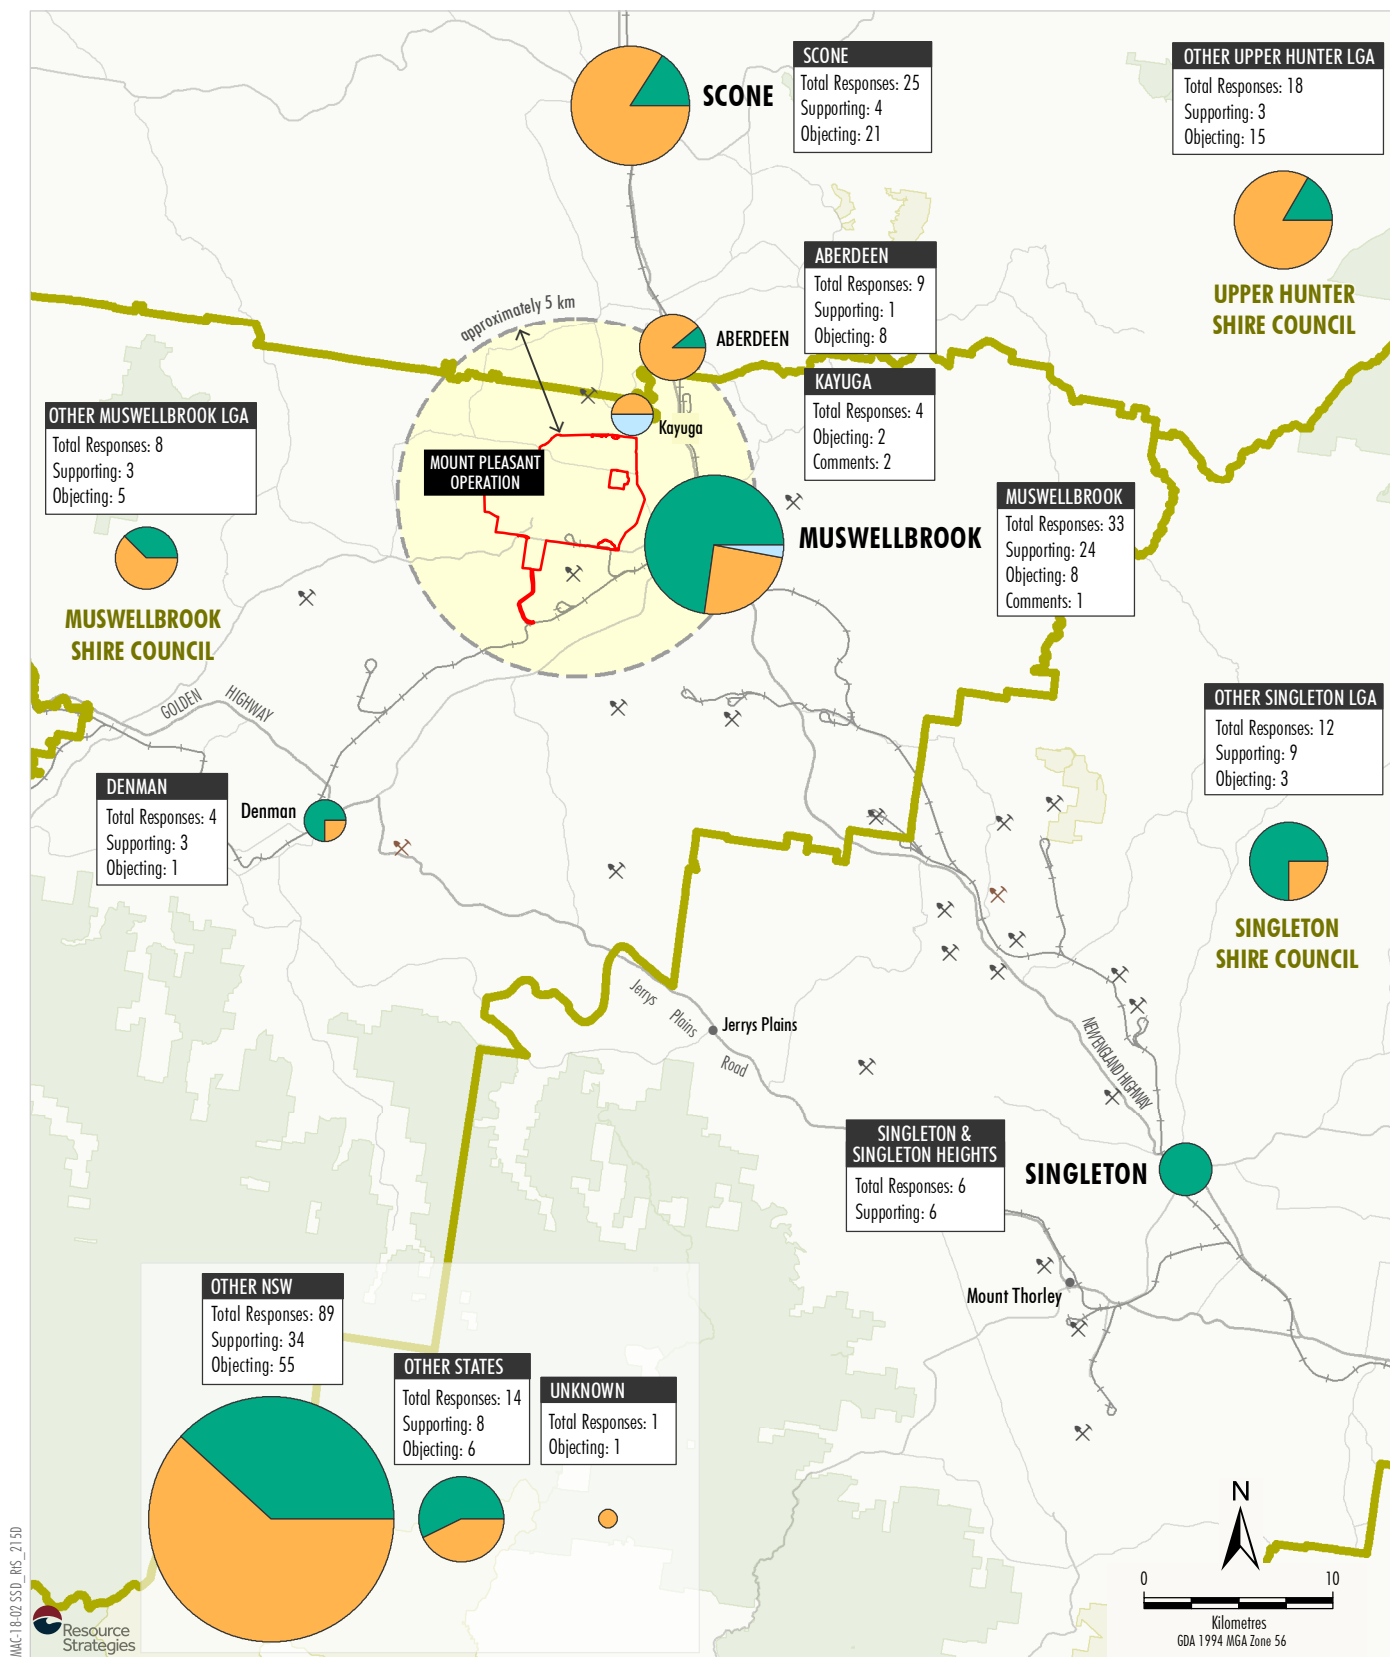 SCONE
Total Responses: 25
Supporting: 4
Objecting: 21
SCONE
OTHER UPPER HUNTER LGA
Total Responses: 18
Supporting: 3
Objecting: 15
UPPER HUNTER
SHIRE COUNCIL
ABERDEEN
Total Responses: 9
Supporting: 1
Objecting: 8
ABERDEEN
approximately 5 km
KAYUGA
Total Responses: 4
Objecting: 2
Comments: 2
Kayuga
OTHER MUSWELLBROOK LGA
Total Responses: 8
Supporting: 3
Objecting: 5
MUSWELLBROOK
SHIRE COUNCIL
MOUNT PLEASANT
OPERATION
MUSWELLBROOK
MUSWELLBROOK
Total Responses: 33
Supporting: 24
Objecting: 8
Comments: 1
GOLDEN HIGHWAY
OTHER SINGLETON LGA
Total Responses: 12
Supporting: 9
Objecting: 3
SINGLETON
SHIRE COUNCIL
DENMAN
Total Responses: 4
Supporting: 3
Objecting: 1
Denman
Jerrys Plains Road
Jerrys Plains
NEW ENGLAND HIGHWAY
SINGLETON &
SINGLETON HEIGHTS
Total Responses: 6
Supporting: 6
SINGLETON
Mount Thorley
OTHER NSW
Total Responses: 89
Supporting: 34
Objecting: 55
OTHER STATES
Total Responses: 14
Supporting: 8
Objecting: 6
UNKNOWN
Total Responses: 1
Objecting: 1
N
0 10
Kilometres
GDA 1994 MGA Zone 56
MAC-18-02 SSD_RtS_215D
Resource
Strategies